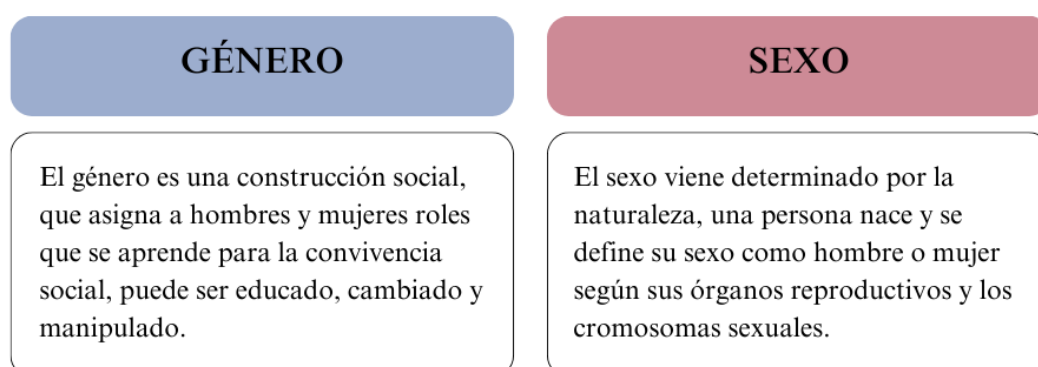 GÉNERO
El género es una construcción social,
que asigna a hombres y mujeres roles
que se aprende para la convivencia
social, puede ser educado, cambiado y
manipulado.
SEXO
El sexo viene determinado por la
naturaleza, una persona nace y se
define su sexo como hombre o mujer
según sus órganos reproductivos y los
cromosomas sexuales.